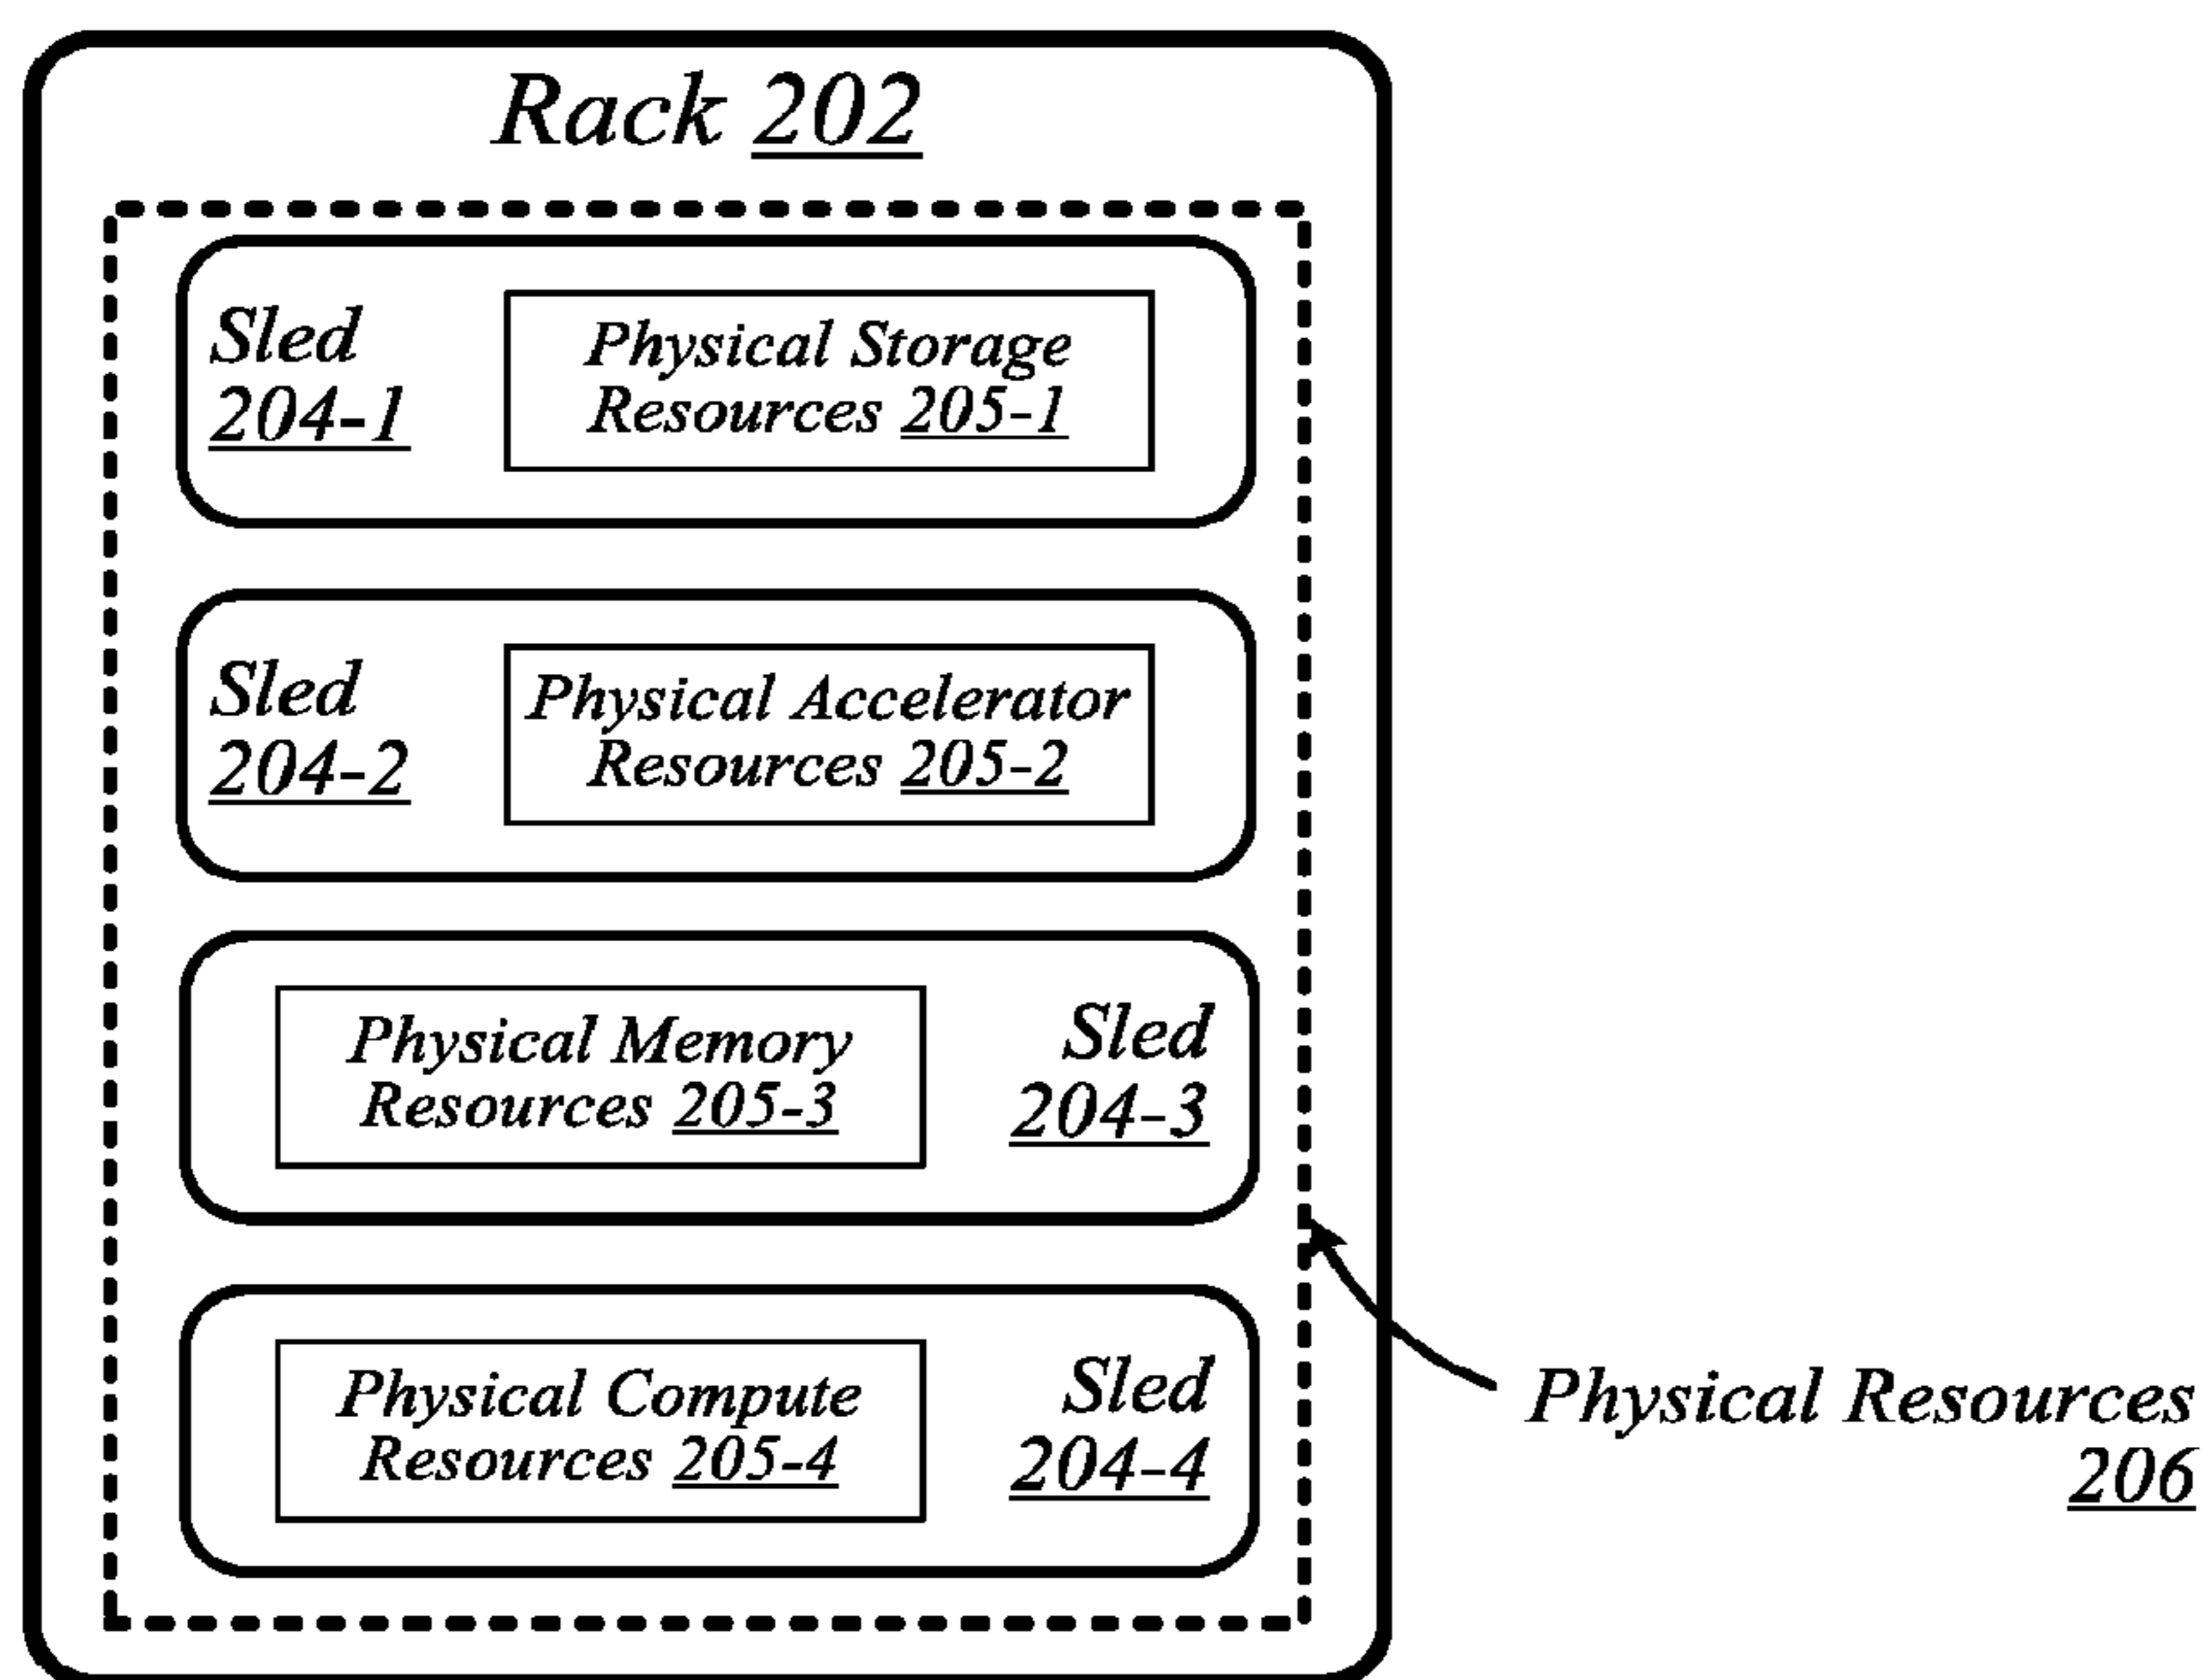 Rack 202
Sled
204-1
Physical Storage
Resources 205-1
Sled
204-2
Physical Accelerator
Resources 205-2
Physical Memory
Resources 205-3
Sled
204-3
Physical Compute
Resources 205-4
Sled
204-4
Physical Resources
206